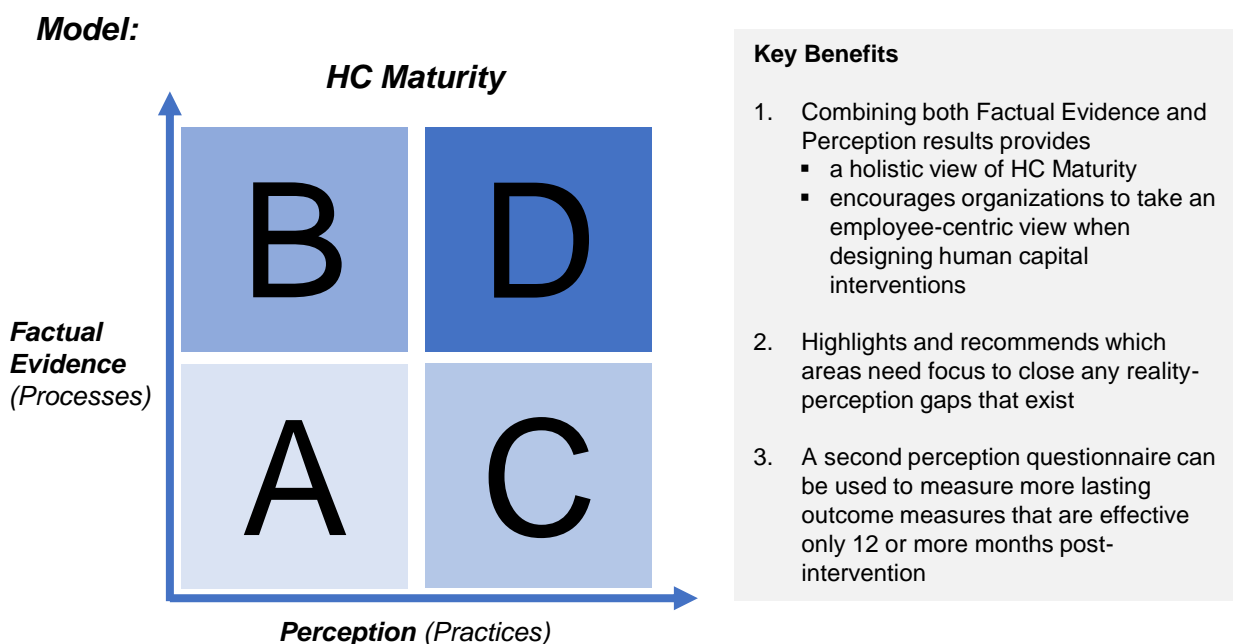 Model:
HC Maturity
B
D
A
C
Factual
Evidence
(Processes)
Perception (Practices)
Key Benefits
1. Combining both Factual Evidence and
Perception results provides
▪ a holistic view of HC Maturity
▪ encourages organizations to take an
employee-centric view when
designing human capital
interventions
2. Highlights and recommends which
areas need focus to close any reality-
perception gaps that exist
3. A second perception questionnaire can
be used to measure more lasting
outcome measures that are effective
only 12 or more months post-
intervention